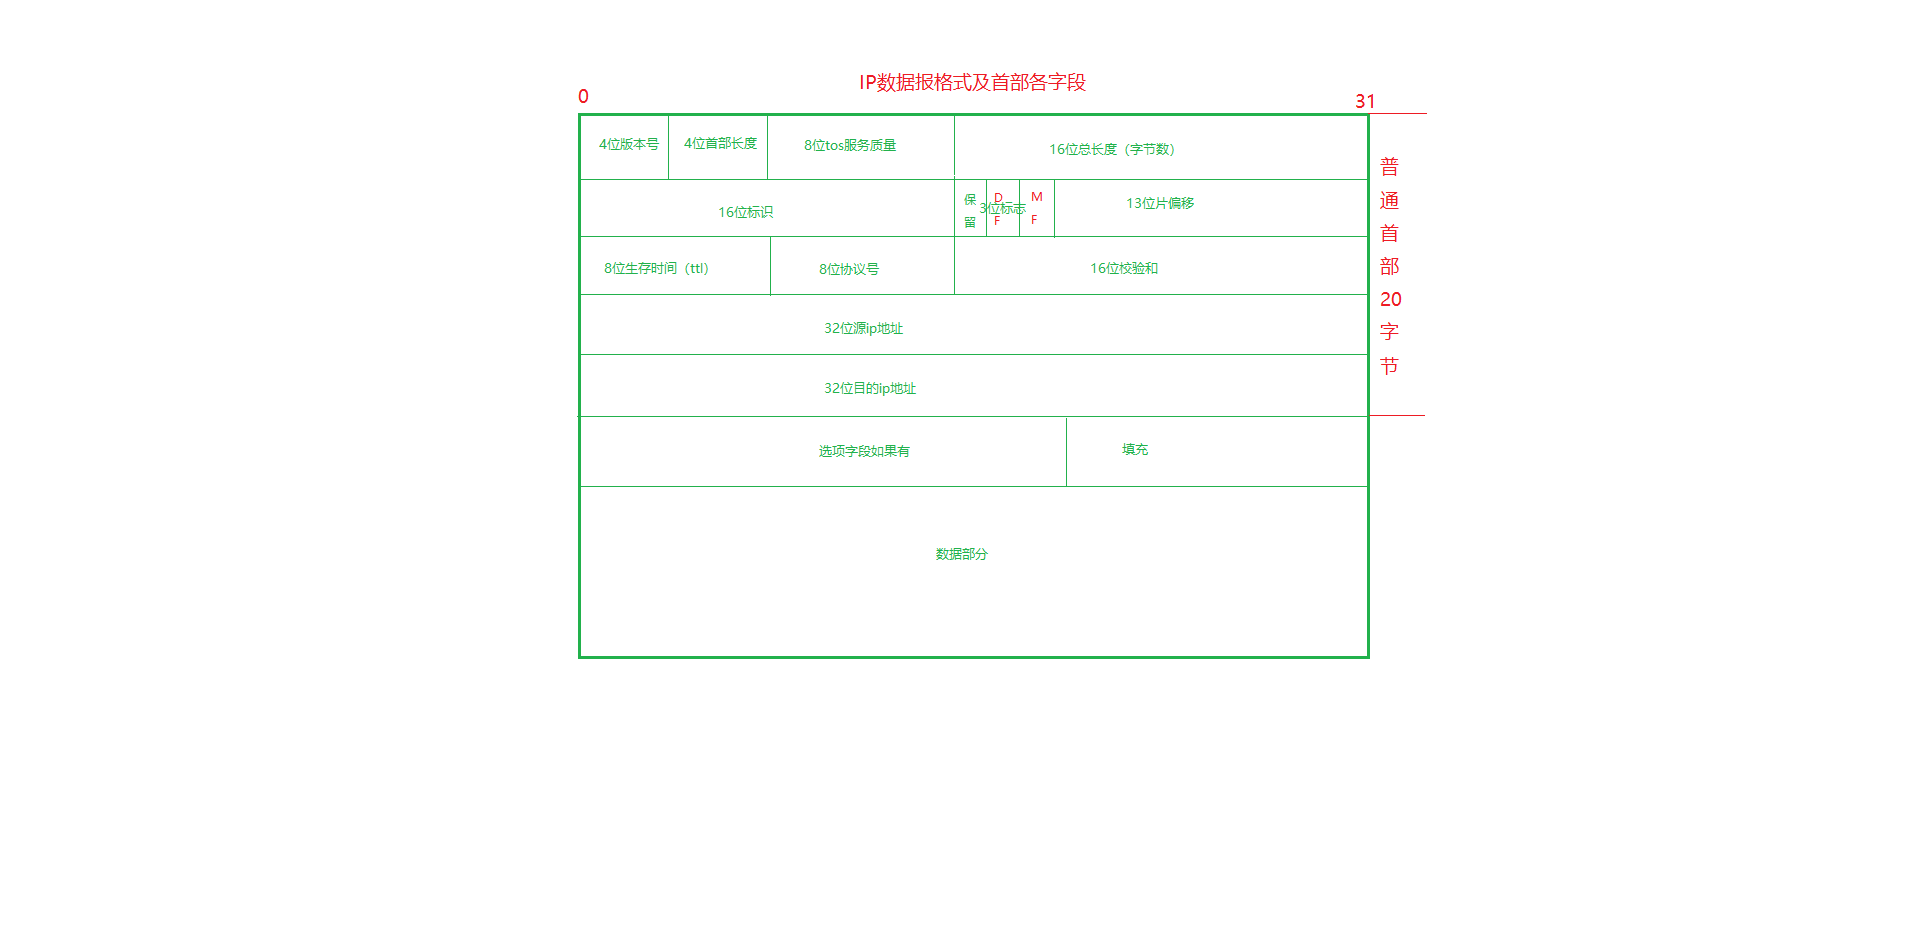 IP数据报格式及首部各字段
0
31
4位版本号
4位首部长度
8位tos服务质量
16位总长度（字节数）
16位标识
保
留
D
F
3位标志
M
F
13位片偏移
8位生存时间（ttl）
8位协议号
16位校验和
32位源ip地址
32位目的ip地址
选项字段如果有
填充
数据部分
普
通
首
部
20
字
节